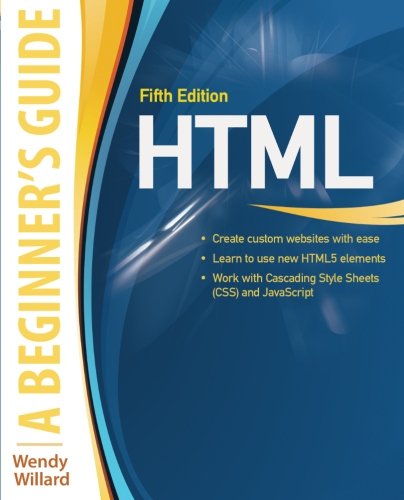 A BEGINNER'S GUIDE
Fifth Edition
HTML
• Create custom websites with ease
• Learn to use new HTML5 elements
• Work with Cascading Style Sheets
(CSS) and JavaScript
Wendy
Willard